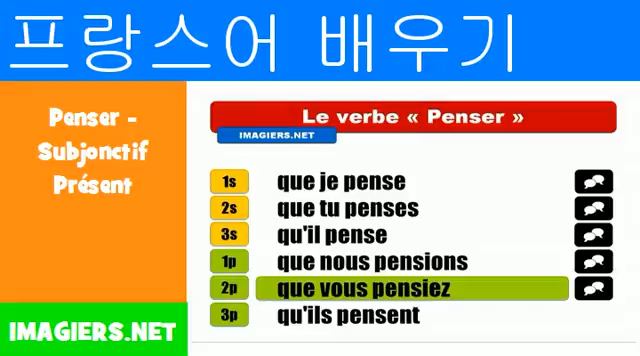 프랑스어 배우기
Penser -
Subjonctif
Présent
IMAGIERS.NET
Le verbe « Penser »
IMAGIERS.NET
1s que je pense
2s que tu penses
3s qu'il pense
1p que nous pensions
2p que vous pensiez
3p qu'ils pensent